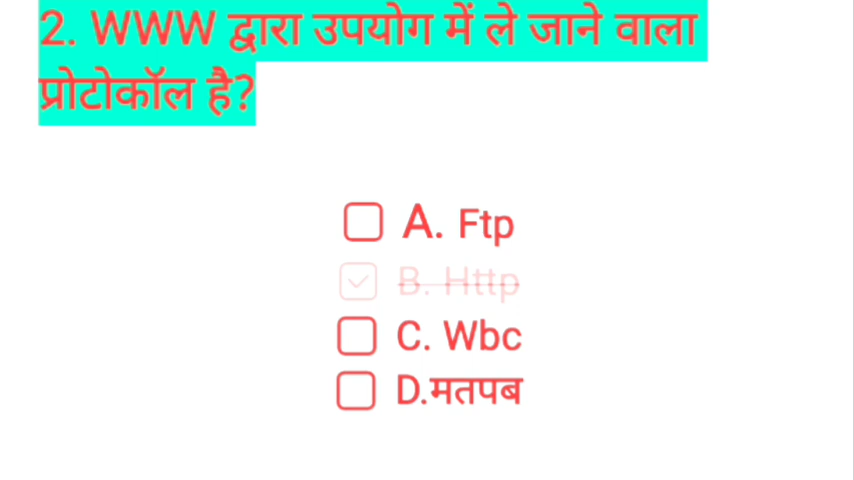 2. WWW द्वारा उपयोग में ले जाने वाला
प्रोटोकॉल है?
A. Ftp
B. Http
C. Wbc
D.मतपब